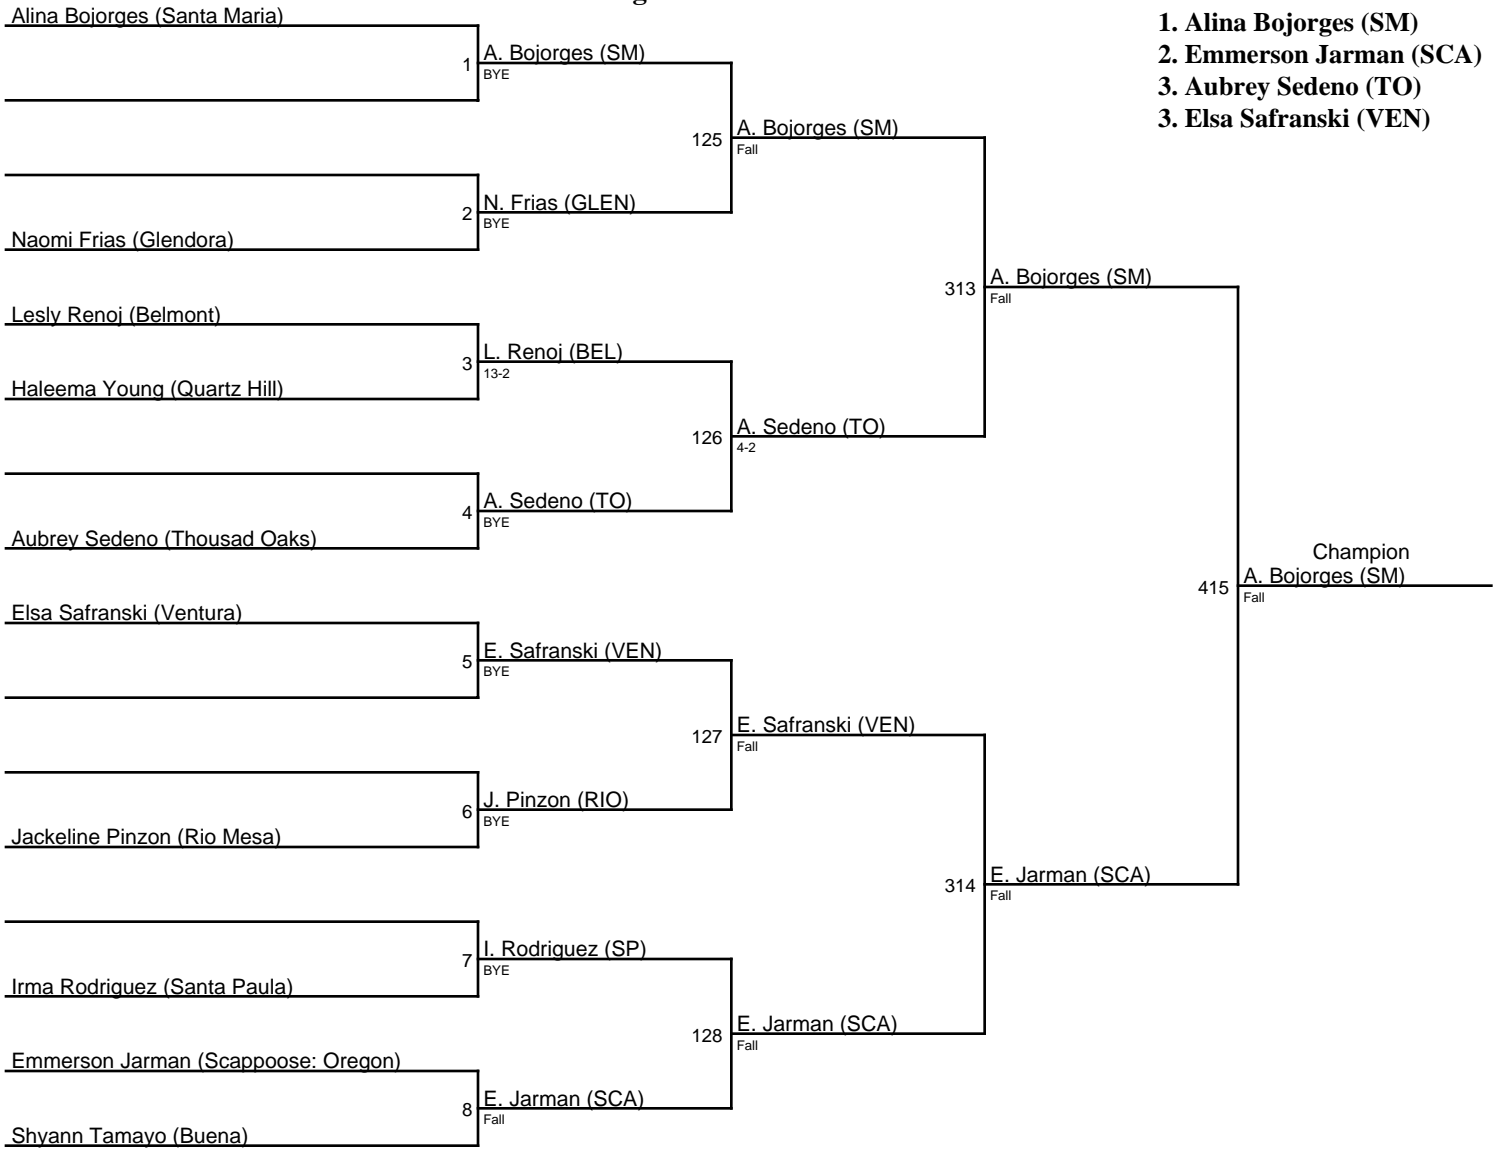 Alina Bojorges (Santa Maria)
1 A. Bojorges (SM)
BYE
125 A. Bojorges (SM)
Fall
2 N. Frias (GLEN)
BYE
Naomi Frias (Glendora)
313 A. Bojorges (SM)
Fall
Lesly Renoj (Belmont)
3 L. Renoj (BEL)
13-2
Haleema Young (Quartz Hill)
126 A. Sedeno (TO)
4-2
4 A. Sedeno (TO)
BYE
Aubrey Sedeno (Thousad Oaks)
Champion
415 A. Bojorges (SM)
Fall
Elsa Safranski (Ventura)
5 E. Safranski (VEN)
BYE
127 E. Safranski (VEN)
Fall
6 J. Pinzon (RIO)
BYE
Jackeline Pinzon (Rio Mesa)
314 E. Jarman (SCA)
Fall
7 I. Rodriguez (SP)
BYE
Irma Rodriguez (Santa Paula)
128 E. Jarman (SCA)
Fall
Emmerson Jarman (Scappoose: Oregon)
8 E. Jarman (SCA)
Fall
Shyann Tamayo (Buena)
1. Alina Bojorges (SM)
2. Emmerson Jarman (SCA)
3. Aubrey Sedeno (TO)
3. Elsa Safranski (VEN)